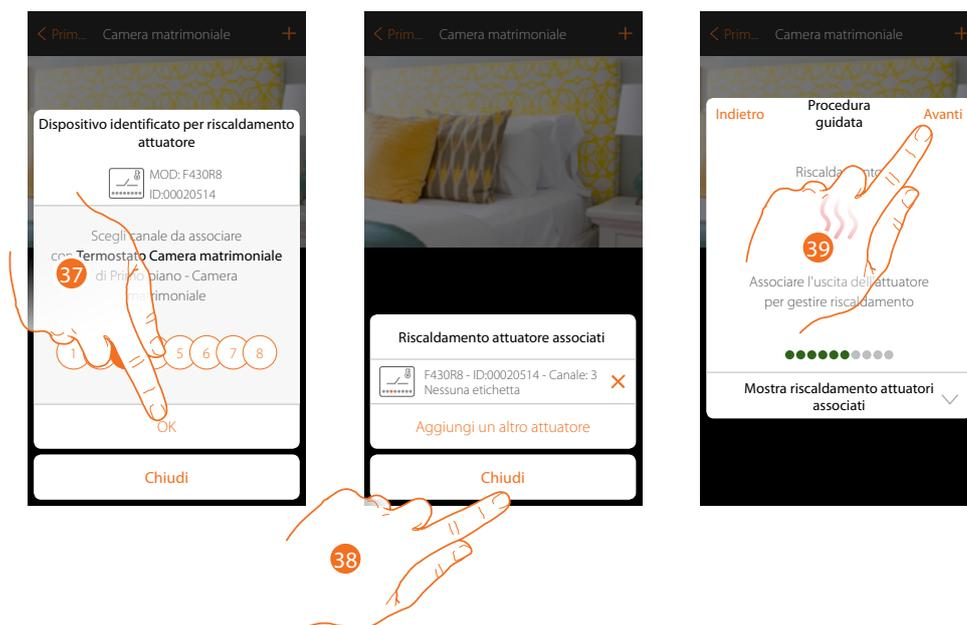 Prim... Camera matrimoniale +
Dispositivo identificato per riscaldamento
attuatore
MOD: F430R8
ID:00020514
Scegli canale da associare
con Termostato Camera matrimoniale
di Primo piano - Camera
matrimoniale
37
1 5 6 7 8
OK
Chiudi
Prim... Camera matrimoniale +
Riscaldamento attuatore associati
F430R8 - ID:00020514 - Canale: 3
Nessuna etichetta
Aggiungi un altro attuatore
Chiudi
38
Prim... Camera matrimoniale +
Indietro Procedura Avanti
guidata
Riscaldamento
39
Associare l'uscita dell'attuatore
per gestire riscaldamento
Mostra riscaldamento attuatori
associati